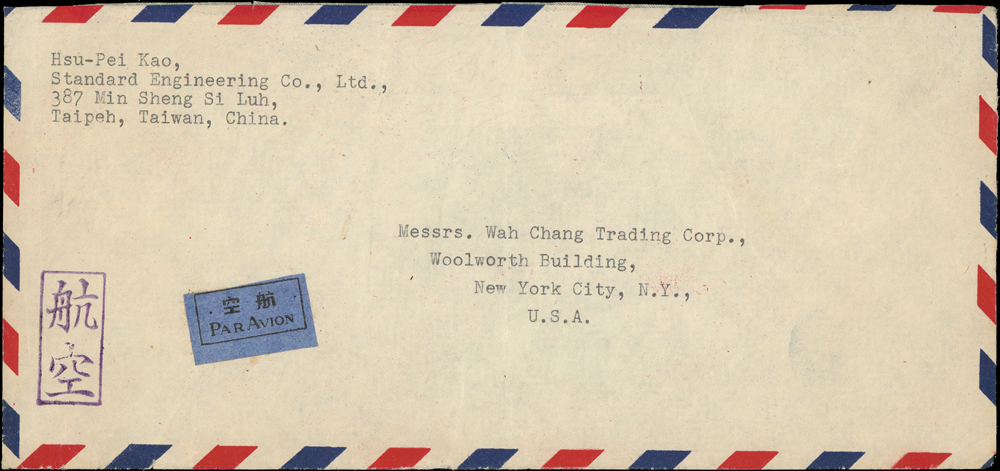 Hsu-Pei Kao,
Standard Engineering Co., Ltd.,
387 Min Sheng Si Luh,
Taipeh, Taiwan, China.
Messrs. Wah Chang Trading Corp.,
Woolworth Building,
New York City, N.Y.,
U.S.A.
航空
空航
PAR AVION